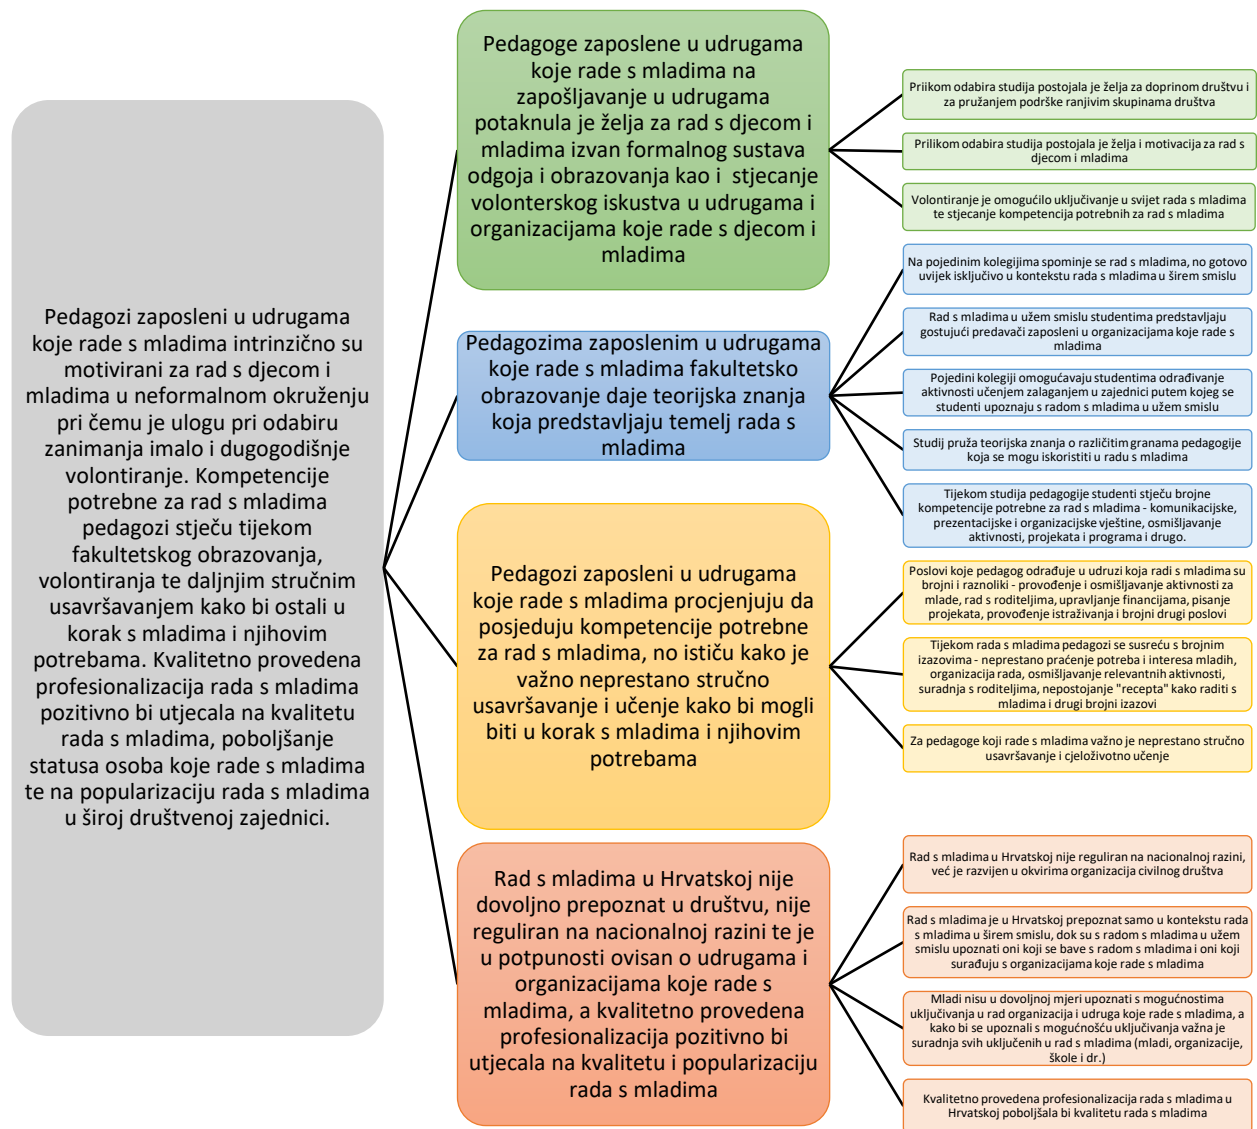 Pedagozi zaposleni u udrugama
koje rade s mladima intrinzično su
motivirani za rad s djecom i
mladima u neformalnom okruženju
pri čemu je ulogu pri odabiru
zanimanja imalo i dugogodišnje
volontiranje. Kompetencije
potrebne za rad s mladima
pedagozi stječu tijekom
fakultetskog obrazovanja,
volontiranja te daljnjim stručnim
usavršavanjem kako bi ostali u
korak s mladima i njihovim
potrebama. Kvalitetno provedena
profesionalizacija rada s mladima
pozitivno bi utjecala na kvalitetu
rada s mladima, poboljšanje
statusa osoba koje rade s mladima
te na popularizaciju rada s mladima
u široj društvenoj zajednici.
Pedagoge zaposlene u udrugama
koje rade s mladima na
zapošljavanje u udrugama
potaknula je želja za rad s djecom i
mladima izvan formalnog sustava
odgoja i obrazovanja kao i stjecanje
volonterskog iskustva u udrugama i
organizacijama koje rade s djecom i
mladima
Priikom odabira studija postojala je želja za doprinom društvu i
za pružanjem podrške ranjivim skupinama društva
Prilikom odabira studija postojala je želja i motivacija za rad s
djecom i mladima
Volontiranje je omogućilo uključivanje u svijet rada s mladima
te stjecanje kompetencija potrebnih za rad s mladima
Pedagozima zaposlenim u udrugama
koje rade s mladima fakultetsko
obrazovanje daje teorijska znanja
koja predstavljaju temelj rada s
mladima
Na pojedinim kolegijima spominje se rad s mladima, no gotovo
uvijek isključivo u kontekstu rada s mladima u širem smislu
Rad s mladima u užem smislu studentima predstavljaju
gostujući predavači zaposleni u organizacijama koje rade s
mladima
Pojedini kolegiji omogućavaju studentima odrađivanje
aktivnosti učenjem zalaganjem u zajednici putem kojeg se
studenti upoznaju s radom s mladima u užem smislu
Studij pruža teorijska znanja o različitim granama pedagogije
koja se mogu iskoristiti u radu s mladima
Tijekom studija pedagogije studenti stječu brojne
kompetencije potrebne za rad s mladima - komunikacijske,
prezentacijske i organizacijske vještine, osmišljavanje
aktivnosti, projekata i programa i drugo.
Pedagozi zaposleni u udrugama
koje rade s mladima procjenjuju da
posjeduju kompetencije potrebne
za rad s mladima, no ističu kako je
važno neprestano stručno
usavršavanje i učenje kako bi mogli
biti u korak s mladima i njihovim
potrebama
Poslovi koje pedagog odrađuje u udruzi koja radi s mladima su
brojni i raznoliki - provođenje i osmišljavanje aktivnosti za
mlade, rad s roditeljima, upravljanje financijama, pisanje
projekata, provođenje istraživanja i brojni drugi poslovi
Tijekom rada s mladima pedagozi se susreću s brojnim
izazovima - neprestano praćenje potreba i interesa mladih,
organizacija rada, osmišljavanje relevantnih aktivnosti,
suradnja s roditeljima, nepostojanje "recepta" kako raditi s
mladima i drugi brojni izazovi
Za pedagoge koji rade s mladima važno je neprestano stručno
usavršavanje i cjeloživotno učenje
Rad s mladima u Hrvatskoj nije
dovoljno prepoznat u društvu, nije
reguliran na nacionalnoj razini te je
u potpunosti ovisan o udrugama i
organizacijama koje rade s
mladima, a kvalitetno provedena
profesionalizacija pozitivno bi
utjecala na kvalitetu i popularizaciju
rada s mladima
Rad s mladima u Hrvatskoj nije reguliran na nacionalnoj razini,
već je razvijen u okvirima organizacija civilnog društva
Rad s mladima je u Hrvatskoj prepoznat samo u kontekstu rada
s mladima u širem smislu, dok su s radom s mladima u užem
smislu upoznati oni koji se bave s radom s mladima i oni koji
surađuju s organizacijama koje rade s mladima
Mladi nisu u dovoljnoj mjeri upoznati s mogućnostima
uključivanja u rad organizacija i udruga koje rade s mladima, a
kako bi se upoznali s mogućnošću uključivanja važna je
suradnja svih uključenih u rad s mladima (mladi, organizacije,
škole i dr.)
Kvalitetno provedena profesionalizacija rada s mladima u
Hrvatskoj poboljšala bi kvalitetu rada s mladima